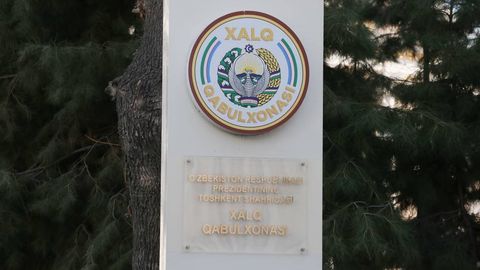 XALQ
QABULXONASI
O'ZBEKISTON RESPUBLIKASI
PREZIDENTINING
TOSHKENT SHAHRIDAGI
XALQ
QABULXONASI